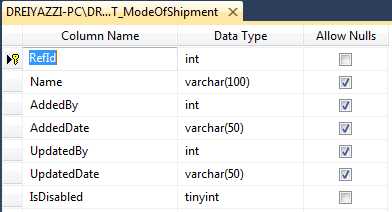 DREIYAZZI-PC\DR...T_ModeOfShipment
Column Name Data Type Allow Nulls
RefId int
Name varchar(100)
AddedBy int
AddedDate varchar(50)
UpdatedBy int
UpdatedDate varchar(50)
IsDisabled tinyint